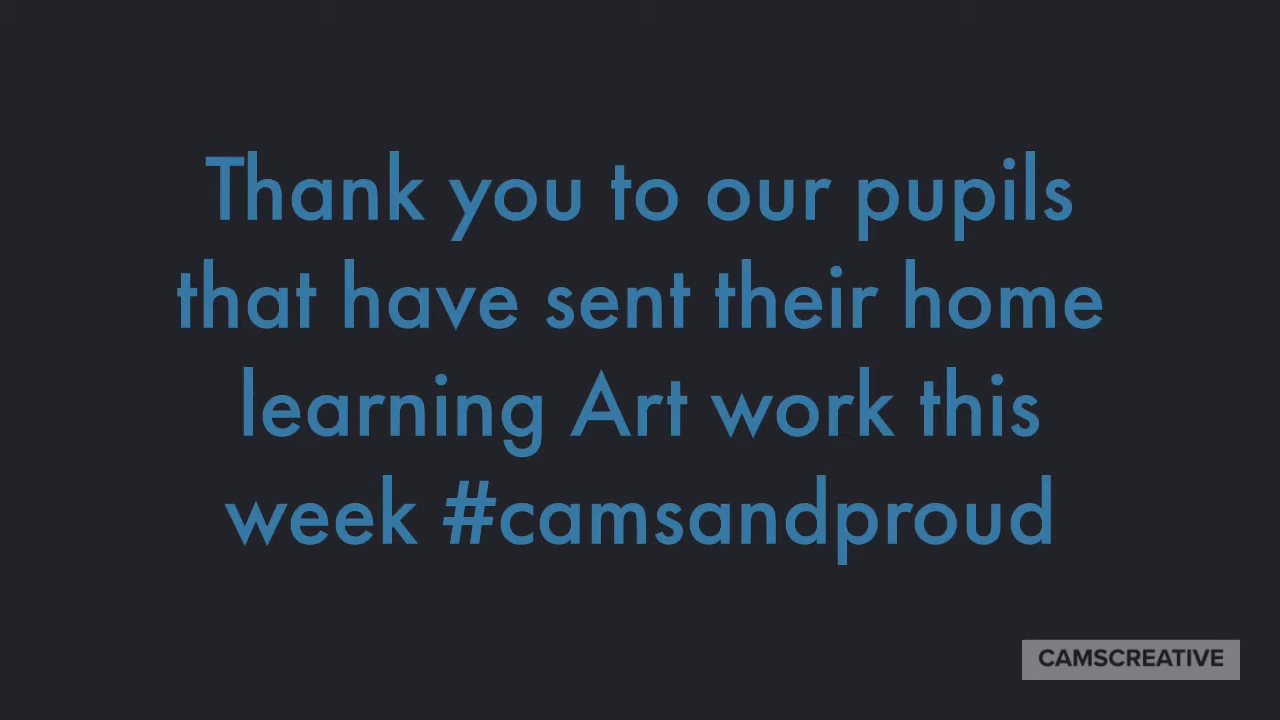 Thank you to our pupils
that have sent their home
learning Art work this
week #camsandproud
CAMSCREATIVE